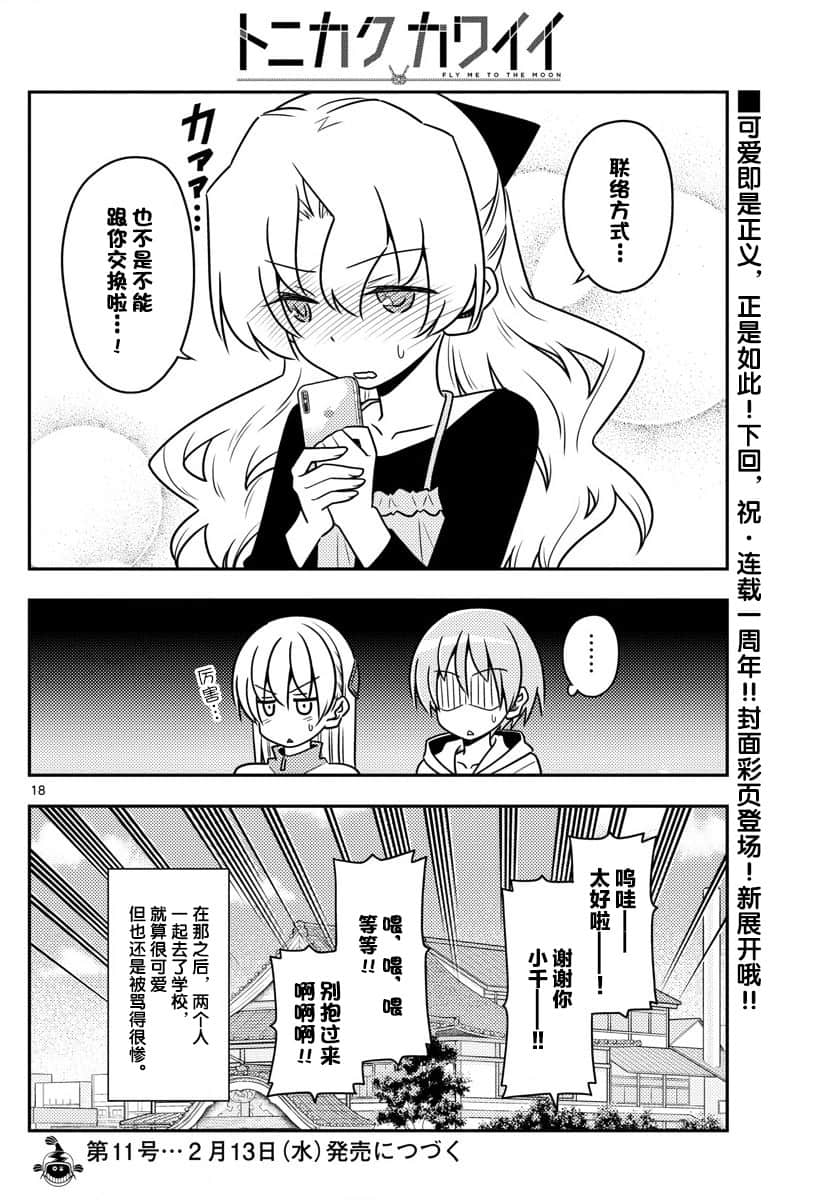 トニカクカワイイ
FLY ME TO THE MOON
■可爱即是正义，正是如此！下回，祝·连载一周年!!封面彩页登场！新展开哦!!
联络方式…
カァァ…
也不是不能
跟你交换啦…！
……
厉害…
18
呜哇——
太好啦——！
谢谢你
小千——!!
喂，喂，喂
等等!!
别抱过来
啊啊啊!!
在那之后，两个人
一起去了学校，
就算很可爱
但也还是被骂得很惨。
第11号…2月13日(水)発売につづく